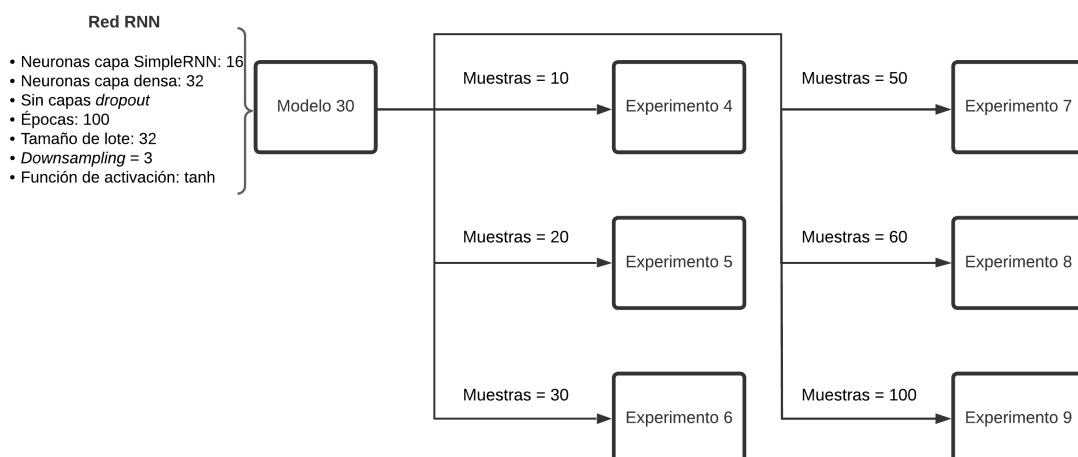 Red RNN
• Neuronas capa SimpleRNN: 16
• Neuronas capa densa: 32
• Sin capas dropout
• Épocas: 100
• Tamaño de lote: 32
• Downsampling = 3
• Función de activación: tanh
Modelo 30
Muestras = 10
Experimento 4
Muestras = 50
Experimento 7
Muestras = 20
Experimento 5
Muestras = 60
Experimento 8
Muestras = 30
Experimento 6
Muestras = 100
Experimento 9